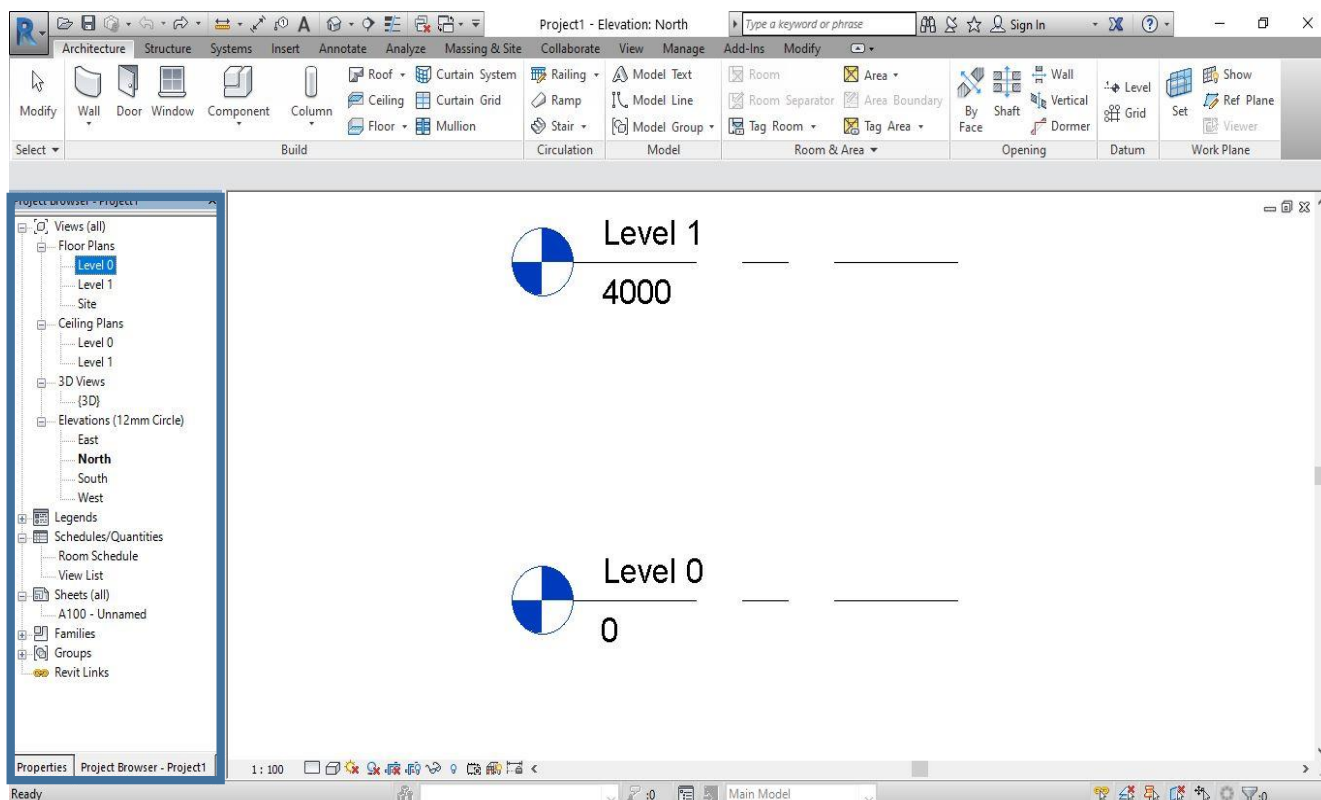 Project1 - Elevation: North
Type a keyword or phrase
Sign In
Architecture Structure Systems Insert Annotate Analyze Massing & Site Collaborate View Manage Add-Ins Modify
Modify
Wall
Door
Window
Component
Column
Roof
Ceiling
Floor
Curtain System
Curtain Grid
Mullion
Railing
Ramp
Stair
Model Text
Model Line
Model Group
Room
Room Separator
Tag Room
Area
Area Boundary
Tag Area
By Face
Shaft
Wall
Vertical
Dormer
Level
Grid
Set
Show
Ref Plane
Viewer
Select
Build
Circulation
Model
Room & Area
Opening
Datum
Work Plane
Project Browser - Project1
Views (all)
Floor Plans
Level 0
Level 1
Site
Ceiling Plans
Level 0
Level 1
3D Views
{3D}
Elevations (12mm Circle)
East
North
South
West
Legends
Schedules/Quantities
Room Schedule
View List
Sheets (all)
A100 - Unnamed
Families
Groups
Revit Links
Properties
Project Browser - Project1
Level 1
4000
Level 0
0
1 : 100
Ready
:0
Main Model
:0